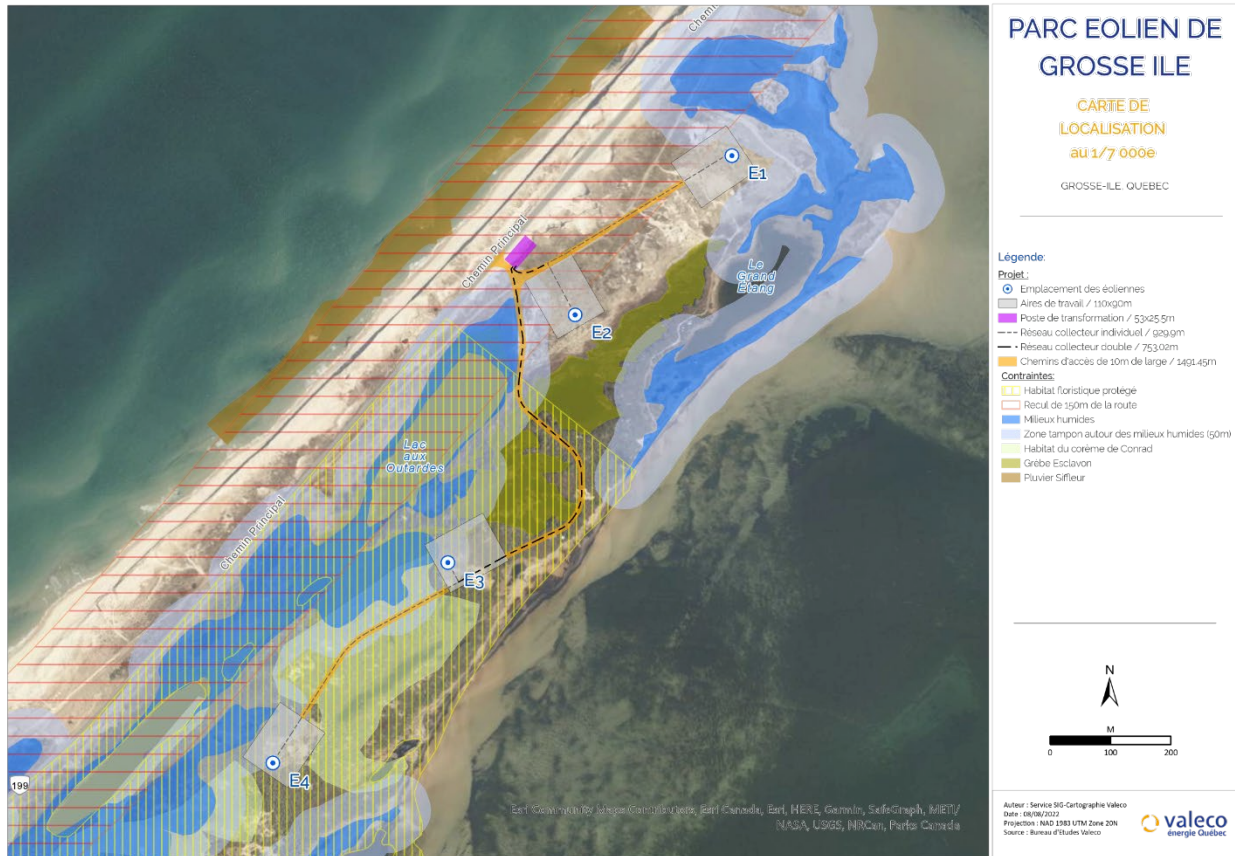 PARC EOLIEN DE
GROSSE ILE
CARTE DE
LOCALISATION
au 1/7 000e
GROSSE-ILE, QUEBEC
Légende:
Projet :
Emplacement des éoliennes
Aires de travail / 110x90m
Poste de transformation / 53x25.5m
Réseau collecteur individuel / 929.9m
Réseau collecteur double / 753.02m
Chemins d'accès de 10m de large / 1491.45m
Contraintes:
Habitat floristique protégé
Recul de 150m de la route
Milieux humides
Zone tampon autour des milieux humides (50m)
Habitat du corème de Conrad
Grèbe Esclavon
Pluvier Siffleur
N
M
0 100 200
Auteur : Service SIG-Cartographie Valeco
Date : 08/08/2022
Projection : NAD 1983 UTM Zone 20N
Source : Bureau d'Etudes Valeco
valeco
énergie Québec
Chemin Principal
E1
Chemin Principal
Le
Grand
Etang
E2
Lac
aux
Outardes
Chemin Principal
E3
E4
199
Esri Community Maps Contributors, Esri Canada, Esri, HERE, Garmin, SafeGraph, METI/
NASA, USGS, NRCan, Parks Canada